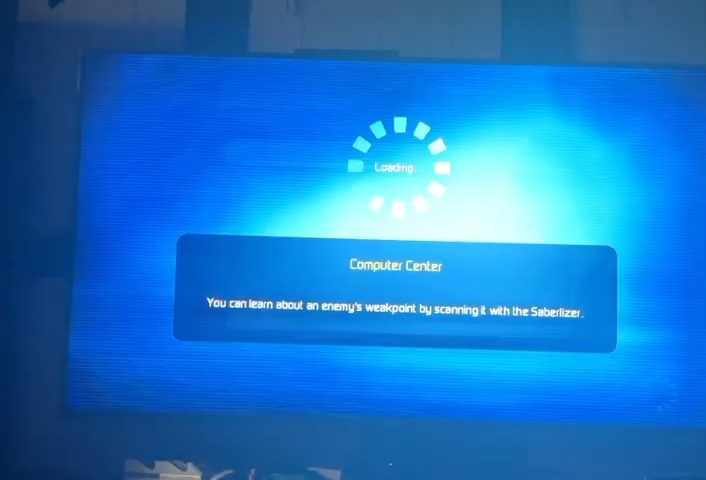 Loading.
Computer Center
You can learn about an enemy's weakpoint by scanning it with the Saberlizer.